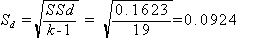 S_d = √(SSd / k-1) = √(0.1623 / 19) = 0.0924